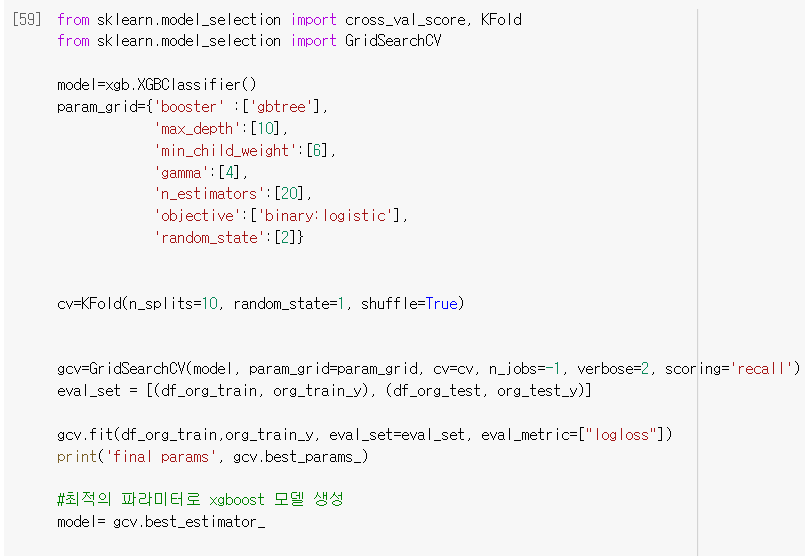 [59] from sklearn.model_selection import cross_val_score, KFold
from sklearn.model_selection import GridSearchCV
model=xgb.XGBClassifier()
param_grid={'booster' :['gbtree'],
'max_depth':[10],
'min_child_weight':[6],
'gamma':[4],
'n_estimators':[20],
'objective':['binary:logistic'],
'random_state':[2]}
cv=KFold(n_splits=10, random_state=1, shuffle=True)
gcv=GridSearchCV(model, param_grid=param_grid, cv=cv, n_jobs=-1, verbose=2, scoring='recall')
eval_set = [(df_org_train, org_train_y), (df_org_test, org_test_y)]
gcv.fit(df_org_train,org_train_y, eval_set=eval_set, eval_metric=["logloss"])
print('final params', gcv.best_params_)
#최적의 파라미터로 xgboost 모델 생성
model= gcv.best_estimator_